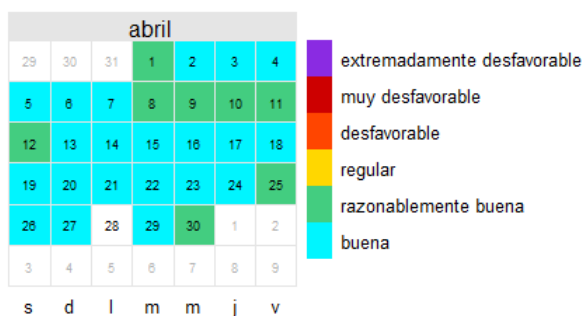 abril
29 30 31 1 2 3 4
5 6 7 8 9 10 11
12 13 14 15 16 17 18
19 20 21 22 23 24 25
26 27 28 29 30 1 2
3 4 5 6 7 8 9
s d l m m j v
extremadamente desfavorable
muy desfavorable
desfavorable
regular
razonablemente buena
buena